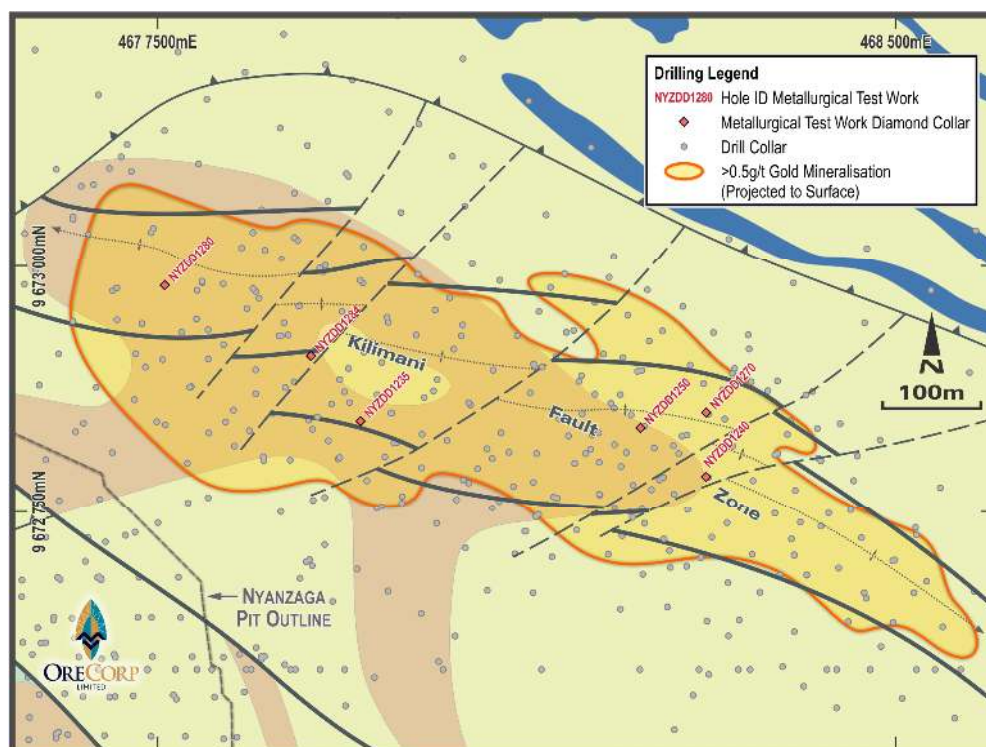 467 7500mE
468 500mE
Drilling Legend
NYZDD1280 Hole ID Metallurgical Test Work
Metallurgical Test Work Diamond Collar
Drill Collar
>0.5g/t Gold Mineralisation
(Projected to Surface)
9 673 000mN
NYZDD1280
NYZDD1284
Kilimani
NYZDD1235
Fault
NYZDD1250
NYZDD1270
NYZDD1240
Zone
N
100m
9 672 750mN
NYANZAGA
PIT OUTLINE
ORECORP
LIMITED